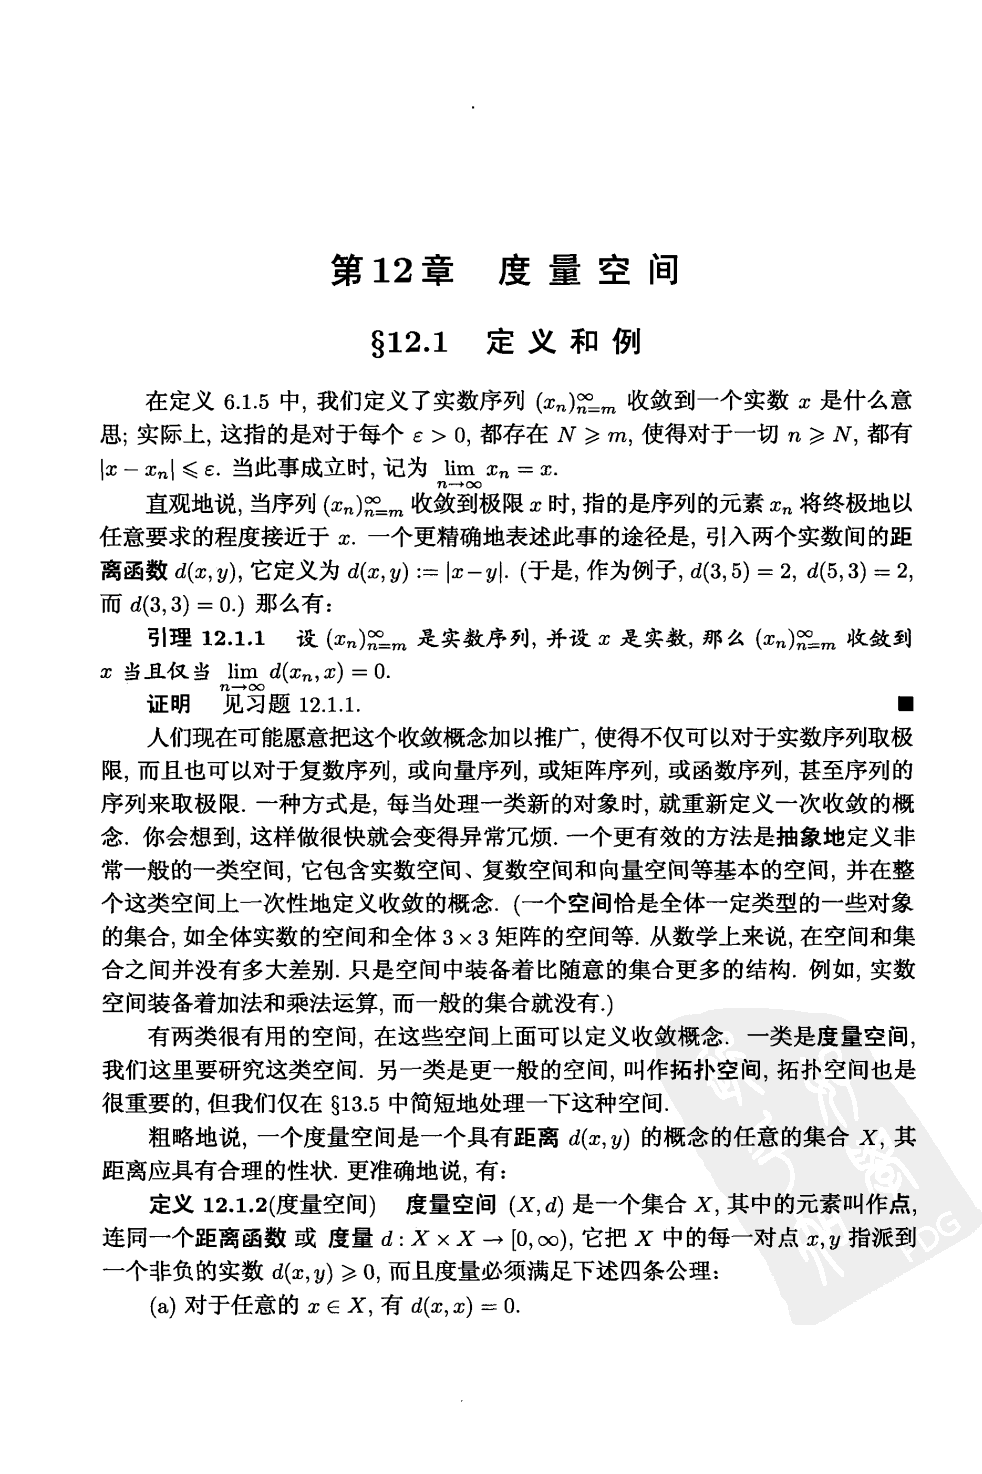 第12章 度量空间
§12.1 定义和例
在定义 6.1.5 中, 我们定义了实数序列 $(x_n)_{n=m}^{\infty}$ 收敛到一个实数 $x$ 是什么意
思; 实际上, 这指的是对于每个 $\varepsilon > 0$, 都存在 $N \geqslant m$, 使得对于一切 $n \geqslant N$, 都有
$|x - x_n| \leqslant \varepsilon$. 当此事成立时, 记为 $\lim_{n\to\infty} x_n = x$.
直观地说, 当序列 $(x_n)_{n=m}^{\infty}$ 收敛到极限 $x$ 时, 指的是序列的元素 $x_n$ 将终极地以
任意要求的程度接近于 $x$. 一个更精确地表述此事的途径是, 引入两个实数间的距
离函数 $d(x,y)$, 它定义为 $d(x,y) := |x-y|$. (于是, 作为例子, $d(3,5) = 2$, $d(5,3) = 2$,
而 $d(3,3) = 0$.) 那么有:
引理 12.1.1 设 $(x_n)_{n=m}^{\infty}$ 是实数序列, 并设 $x$ 是实数, 那么 $(x_n)_{n=m}^{\infty}$ 收敛到
$x$ 当且仅当 $\lim_{n\to\infty} d(x_n,x) = 0$.
证明 见习题 12.1.1. ■
人们现在可能愿意把这个收敛概念加以推广, 使得不仅可以对于实数序列取极
限, 而且也可以对于复数序列, 或向量序列, 或矩阵序列, 或函数序列, 甚至序列的
序列来取极限. 一种方式是, 每当处理一类新的对象时, 就重新定义一次收敛的概
念. 你会想到, 这样做很快就会变得异常冗烦. 一个更有效的方法是抽象地定义非
常一般的一类空间, 它包含实数空间、复数空间和向量空间等基本的空间, 并在整
个这类空间上一次性地定义收敛的概念. (一个空间恰是全体一定类型的一些对象
的集合, 如全体实数的空间和全体 $3 \times 3$ 矩阵的空间等. 从数学上来说, 在空间和集
合之间并没有多大差别. 只是空间中装备着比随意的集合更多的结构. 例如, 实数
空间装备着加法和乘法运算, 而一般的集合就没有.)
有两类很有用的空间, 在这些空间上面可以定义收敛概念. 一类是度量空间,
我们这里要研究这类空间. 另一类是更一般的空间, 叫作拓扑空间, 拓扑空间也是
很重要的, 但我们仅在 §13.5 中简短地处理一下这种空间.
粗略地说, 一个度量空间是一个具有距离 $d(x,y)$ 的概念的任意的集合 $X$, 其
距离应具有合理的性状. 更准确地说, 有:
定义 12.1.2(度量空间) 度量空间 $(X,d)$ 是一个集合 $X$, 其中的元素叫作点,
连同一个距离函数 或 度量 $d : X \times X \to [0,\infty)$, 它把 $X$ 中的每一对点 $x,y$ 指派到
一个非负的实数 $d(x,y) \geqslant 0$, 而且度量必须满足下述四条公理:
(a) 对于任意的 $x \in X$, 有 $d(x,x) = 0$.
PDG